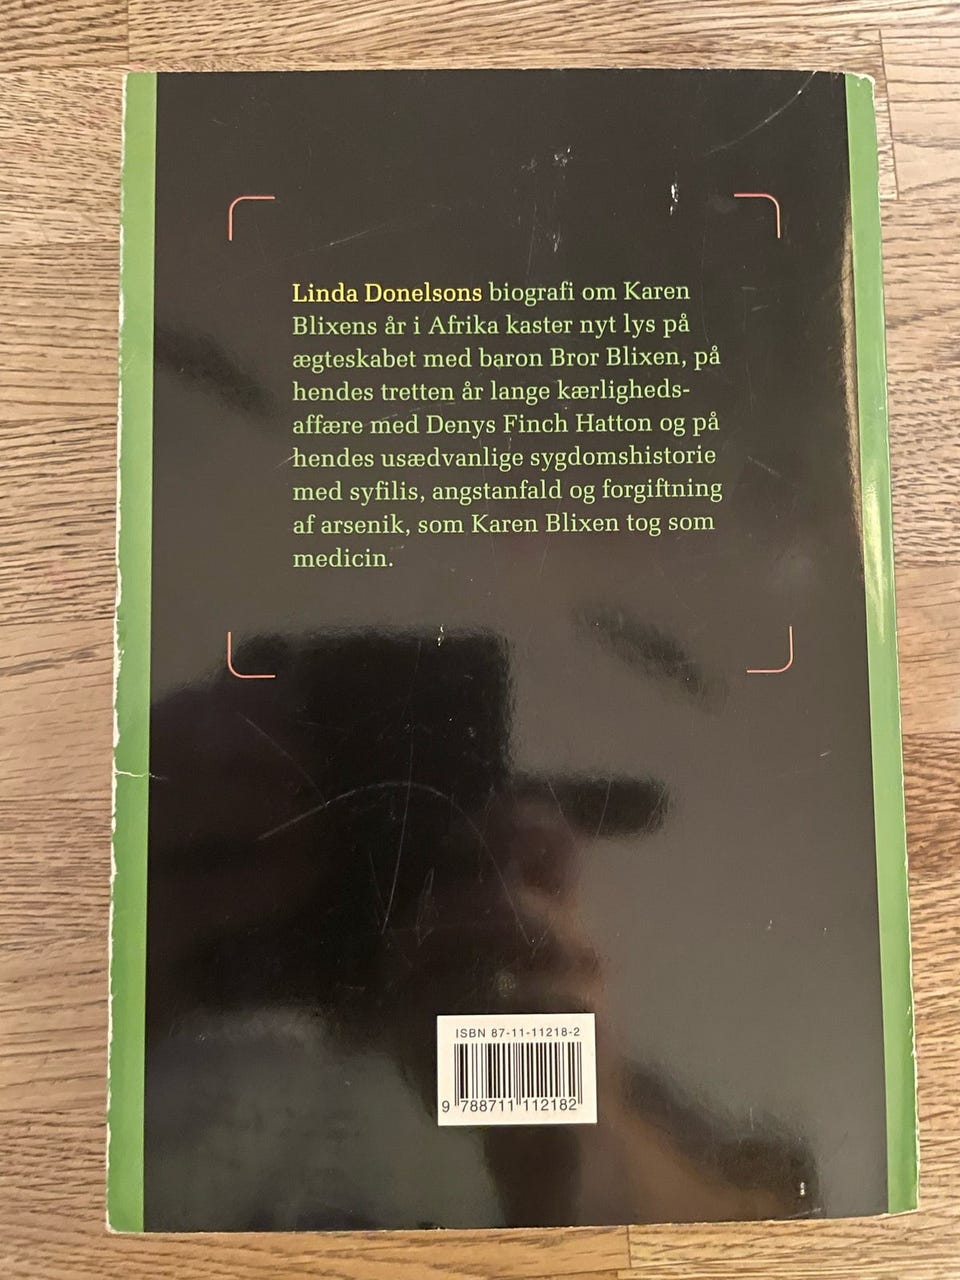 Linda Donelsons biografi om Karen
Blixens år i Afrika kaster nyt lys på
ægteskabet med baron Bror Blixen, på
hendes tretten år lange kærligheds-
affære med Denys Finch Hatton og på
hendes usædvanlige sygdomshistorie
med syfilis, angstanfald og forgiftning
af arsenik, som Karen Blixen tog som
medicin.
ISBN 87-11-11218-2
9 788711 112182